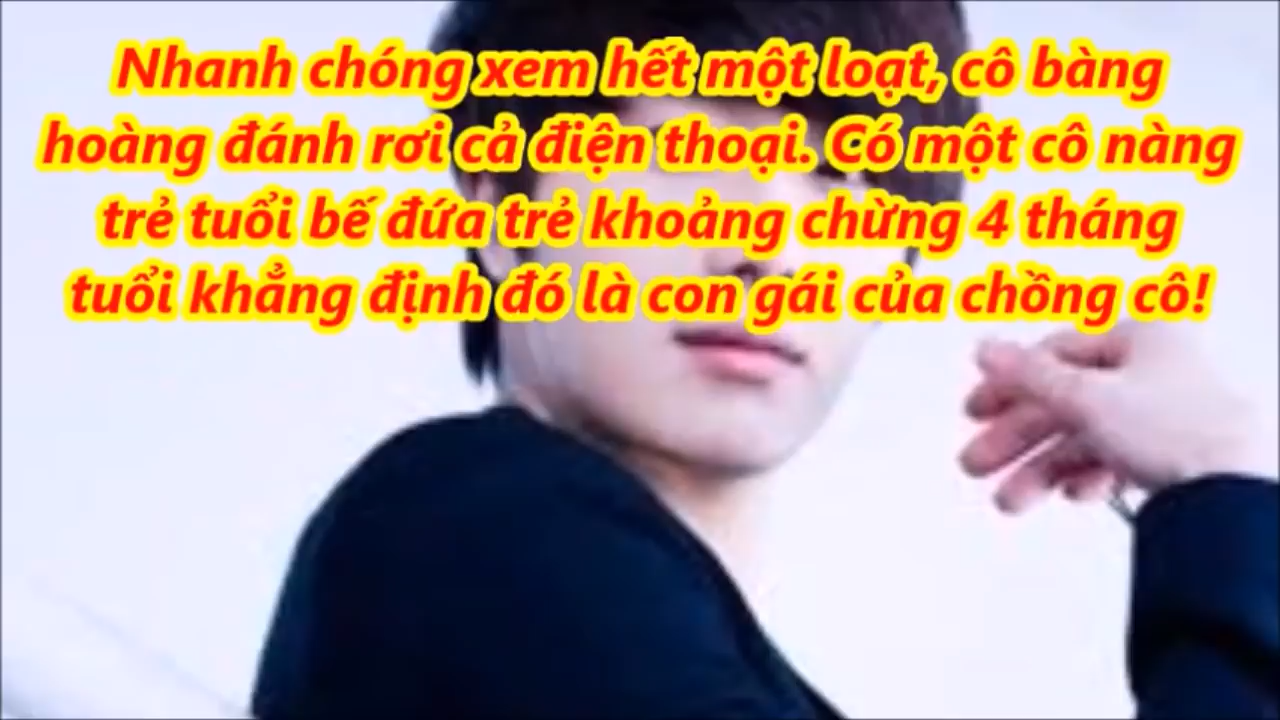 Nhanh chóng xem hết một loạt, cô bàng
hoàng đánh rơi cả điện thoại. Có một cô nàng
trẻ tuổi bế đứa trẻ khoảng chừng 4 tháng
tuổi khẳng định đó là con gái của chồng cô!